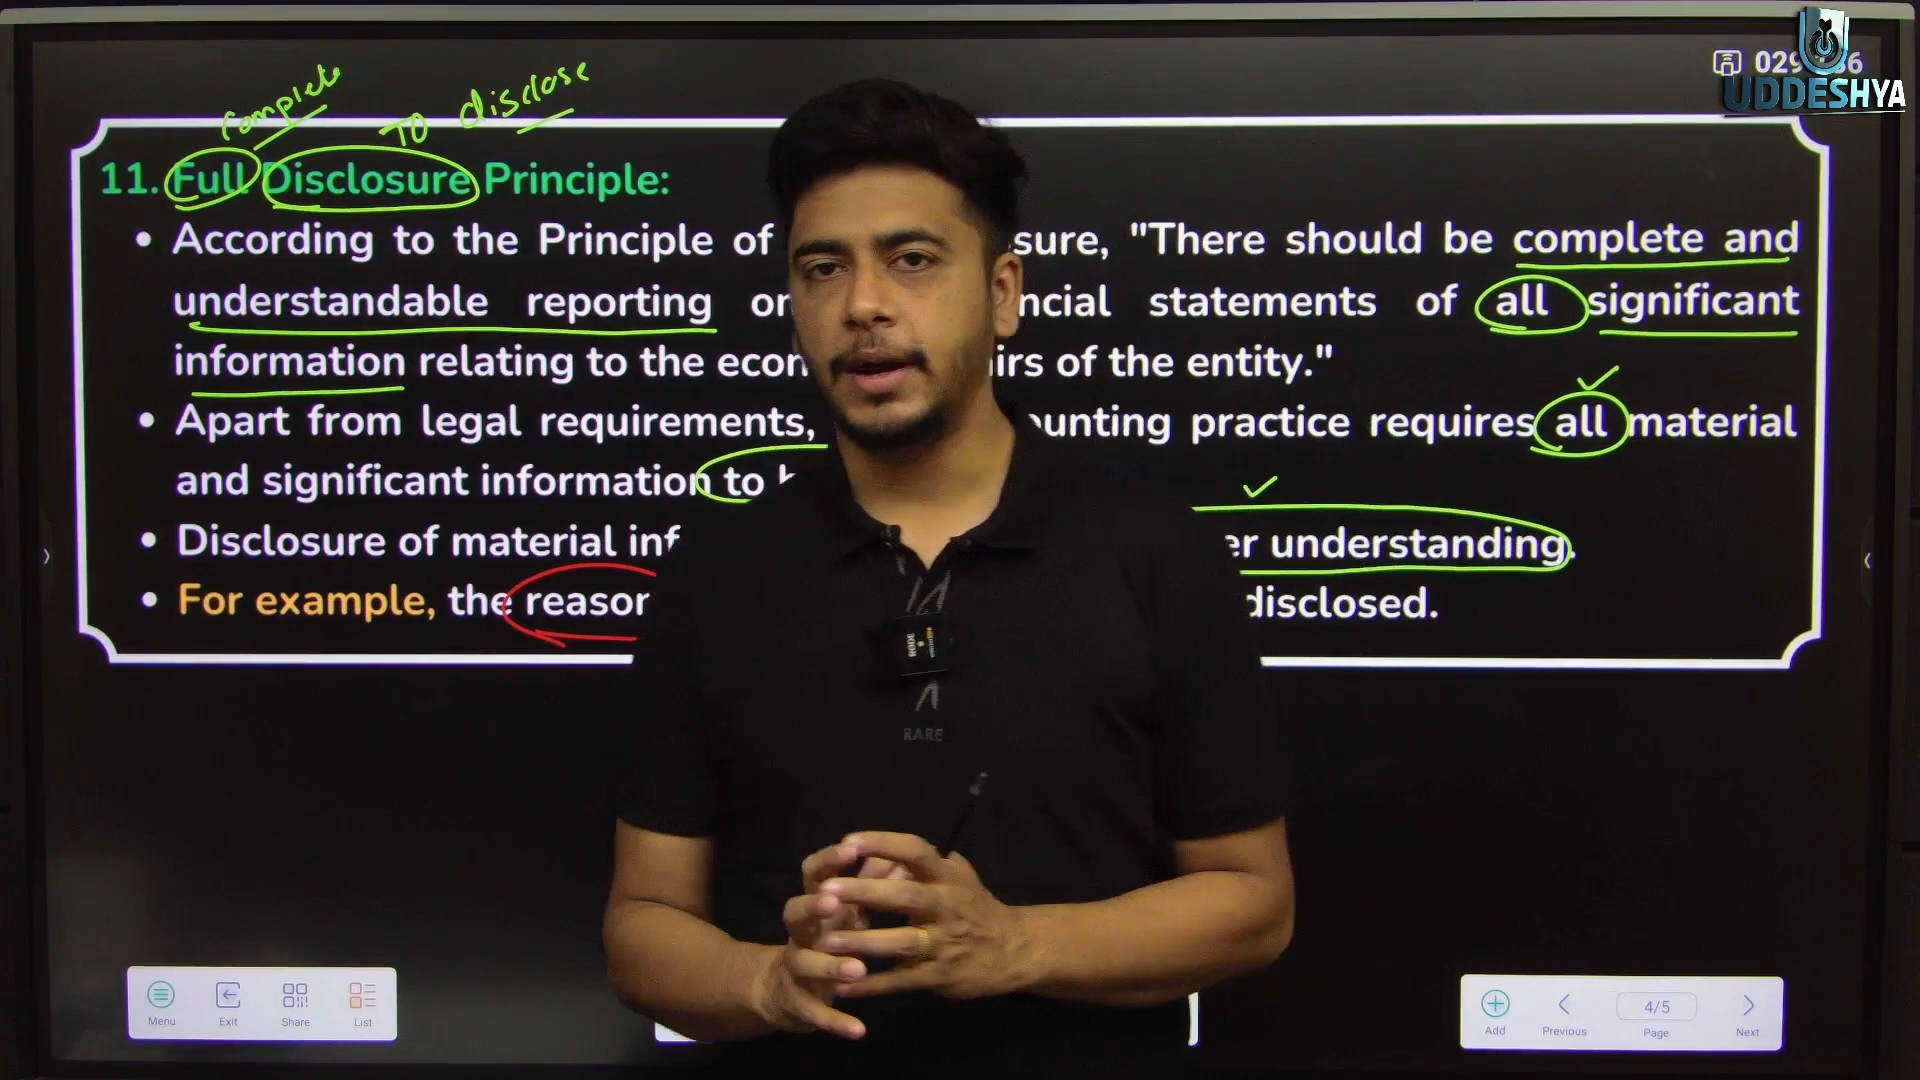 029
UDDESHYA
Complete To disclose
11. Full Disclosure Principle:
• According to the Principle of sure, "There should be complete and
understandable reporting on ncial statements of all significant
information relating to the econ irs of the entity."
• Apart from legal requirements, unting practice requires all material
and significant information to
• Disclosure of material inf er understanding.
• For example, the reason disclosed.
RODE
RARE
Menu Exit Share List
Add Previous 4/5 Page Next